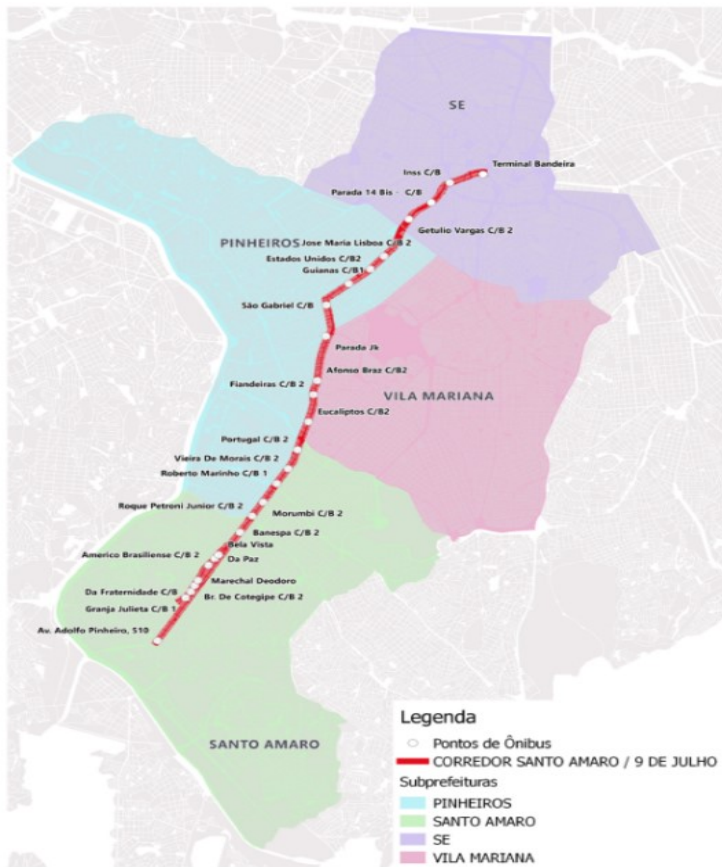 SE
Terminal Bandeira
Inss C/B
Parada 14 Bis - C/B
Getulio Vargas C/B 2
PINHEIROS
Jose Maria Lisboa C/B 2
Estados Unidos C/B2
Guianas C/B1
São Gabriel C/B
Parada Jk
Afonso Braz C/B2
Fiandeiras C/B 2
VILA MARIANA
Eucaliptos C/B2
Portugal C/B 2
Vieira De Morais C/B 2
Roberto Marinho C/B 1
Roque Petroni Junior C/B 2
Morumbi C/B 2
Banespa C/B 2
Bela Vista
Americo Brasiliense C/B 2
Da Paz
Marechal Deodoro
Da Fraternidade C/B
Br. De Cotegipe C/B 2
Granja Julieta C/B 1
Av. Adolfo Pinheiro, 510
SANTO AMARO
Legenda
Pontos de Ônibus
CORREDOR SANTO AMARO / 9 DE JULHO
Subprefeituras
PINHEIROS
SANTO AMARO
SE
VILA MARIANA